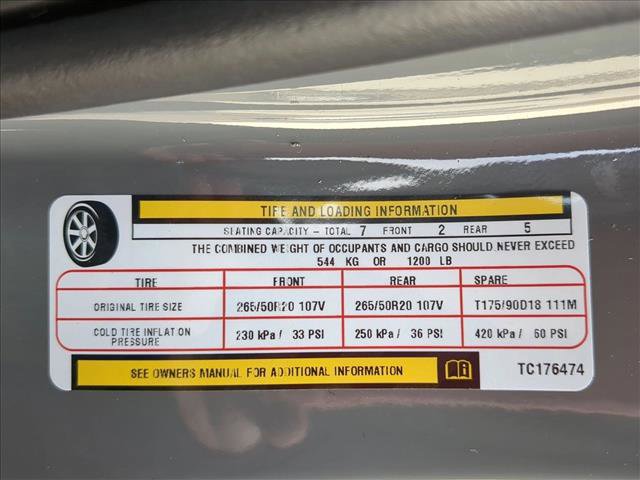 TIRE AND LOADING INFORMATION
SEATING CAPACITY - TOTAL 7 FRONT 2 REAR 5
THE COMBINED WEIGHT OF OCCUPANTS AND CARGO SHOULD NEVER EXCEED
544 KG OR 1200 LB
TIRE FRONT REAR SPARE
ORIGINAL TIRE SIZE 265/50R20 107V 265/50R20 107V T175/90D18 111M
COLD TIRE INFLATION PRESSURE 230 kPa / 33 PSI 250 kPa / 36 PSI 420 kPa / 60 PSI
SEE OWNERS MANUAL FOR ADDITIONAL INFORMATION TC176474